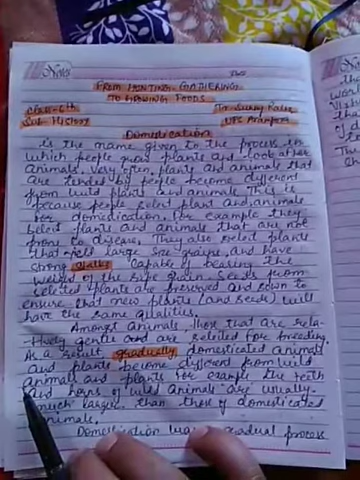 Notes
FROM HUNTING-GATHERING
TO GROWING FOODS
Class-6th To Sunny
Sub-History
Domestication
is the name given to the process in
which people grow plants and look after
animals. Very often, plants and animals that
are tended by people become different
from wild plants and animals This is
because people select plant and animals
for domestication. For example they
select plants and animals that are not
prone to disease. They also select plants
that yield large size grains, and have
strong stalks Capable of bearing the
weight of the ripe grain. Seeds from
selected plants are preserved and sown to
ensure that new plants (and seeds) will
have the same qualities.
Amongst animals, those that are rela-
tively gentle are selected for breeding.
As a result gradually domesticated animals
and plants become different from wild
animals and plants For example the teeth
and horns of wild animal are usually
much larger than those of domesticated
animals.
Domestication was a gradual process